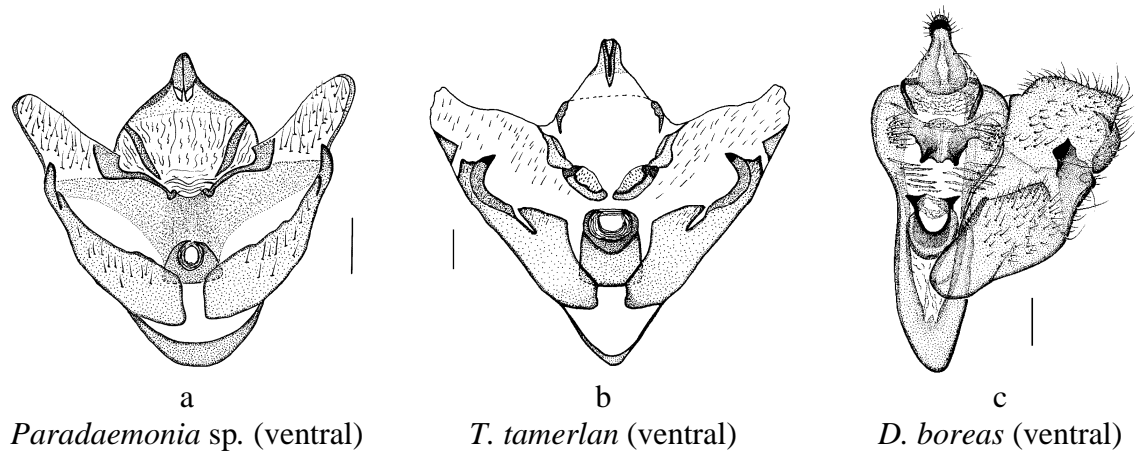 a
Paradaemonia sp. (ventral)
b
T. tamerlan (ventral)
c
D. boreas (ventral)